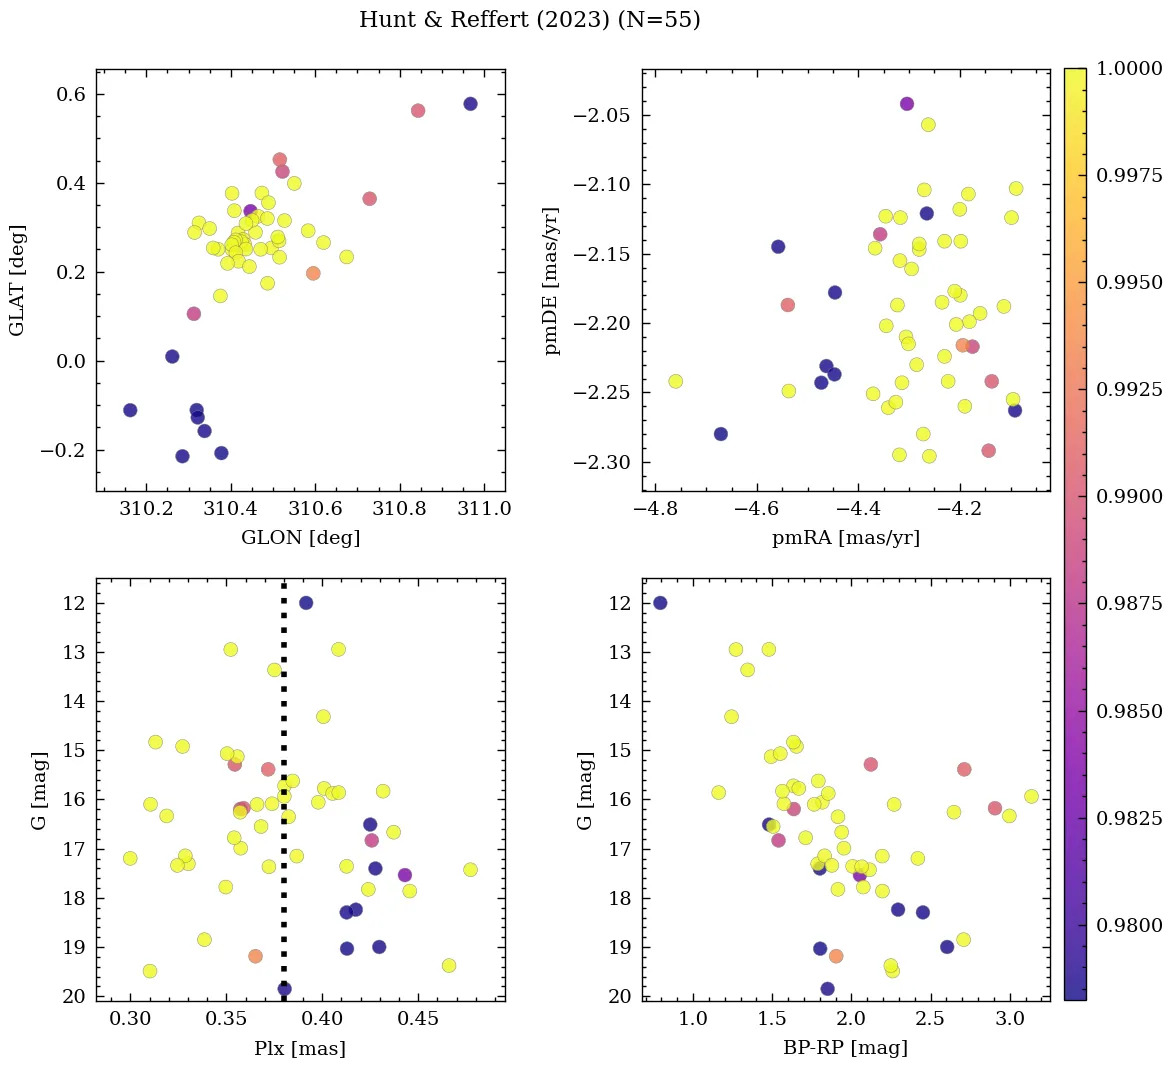 Hunt & Reffert (2023) (N=55)
0.6
0.4
0.2
0.0
−0.2
GLAT [deg]
310.2 310.4 310.6 310.8 311.0
GLON [deg]
−2.05
−2.10
−2.15
−2.20
−2.25
−2.30
pmDE [mas/yr]
−4.8 −4.6 −4.4 −4.2
pmRA [mas/yr]
1.0000
0.9975
0.9950
0.9925
0.9900
0.9875
0.9850
0.9825
0.9800
12
13
14
15
16
17
18
19
20
G [mag]
0.30 0.35 0.40 0.45
Plx [mas]
12
13
14
15
16
17
18
19
20
G [mag]
1.0 1.5 2.0 2.5 3.0
BP-RP [mag]